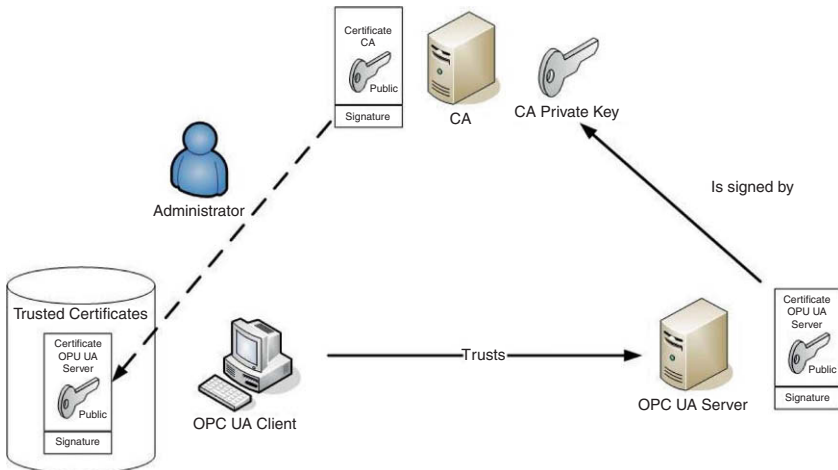 Certificate
CA
Public
Signature
CA
CA Private Key
Administrator
Is signed by
Trusted Certificates
Certificate
OPU UA
Server
Public
Signature
OPC UA Client
Trusts
OPC UA Server
Certificate
OPU UA
Server
Public
Signature